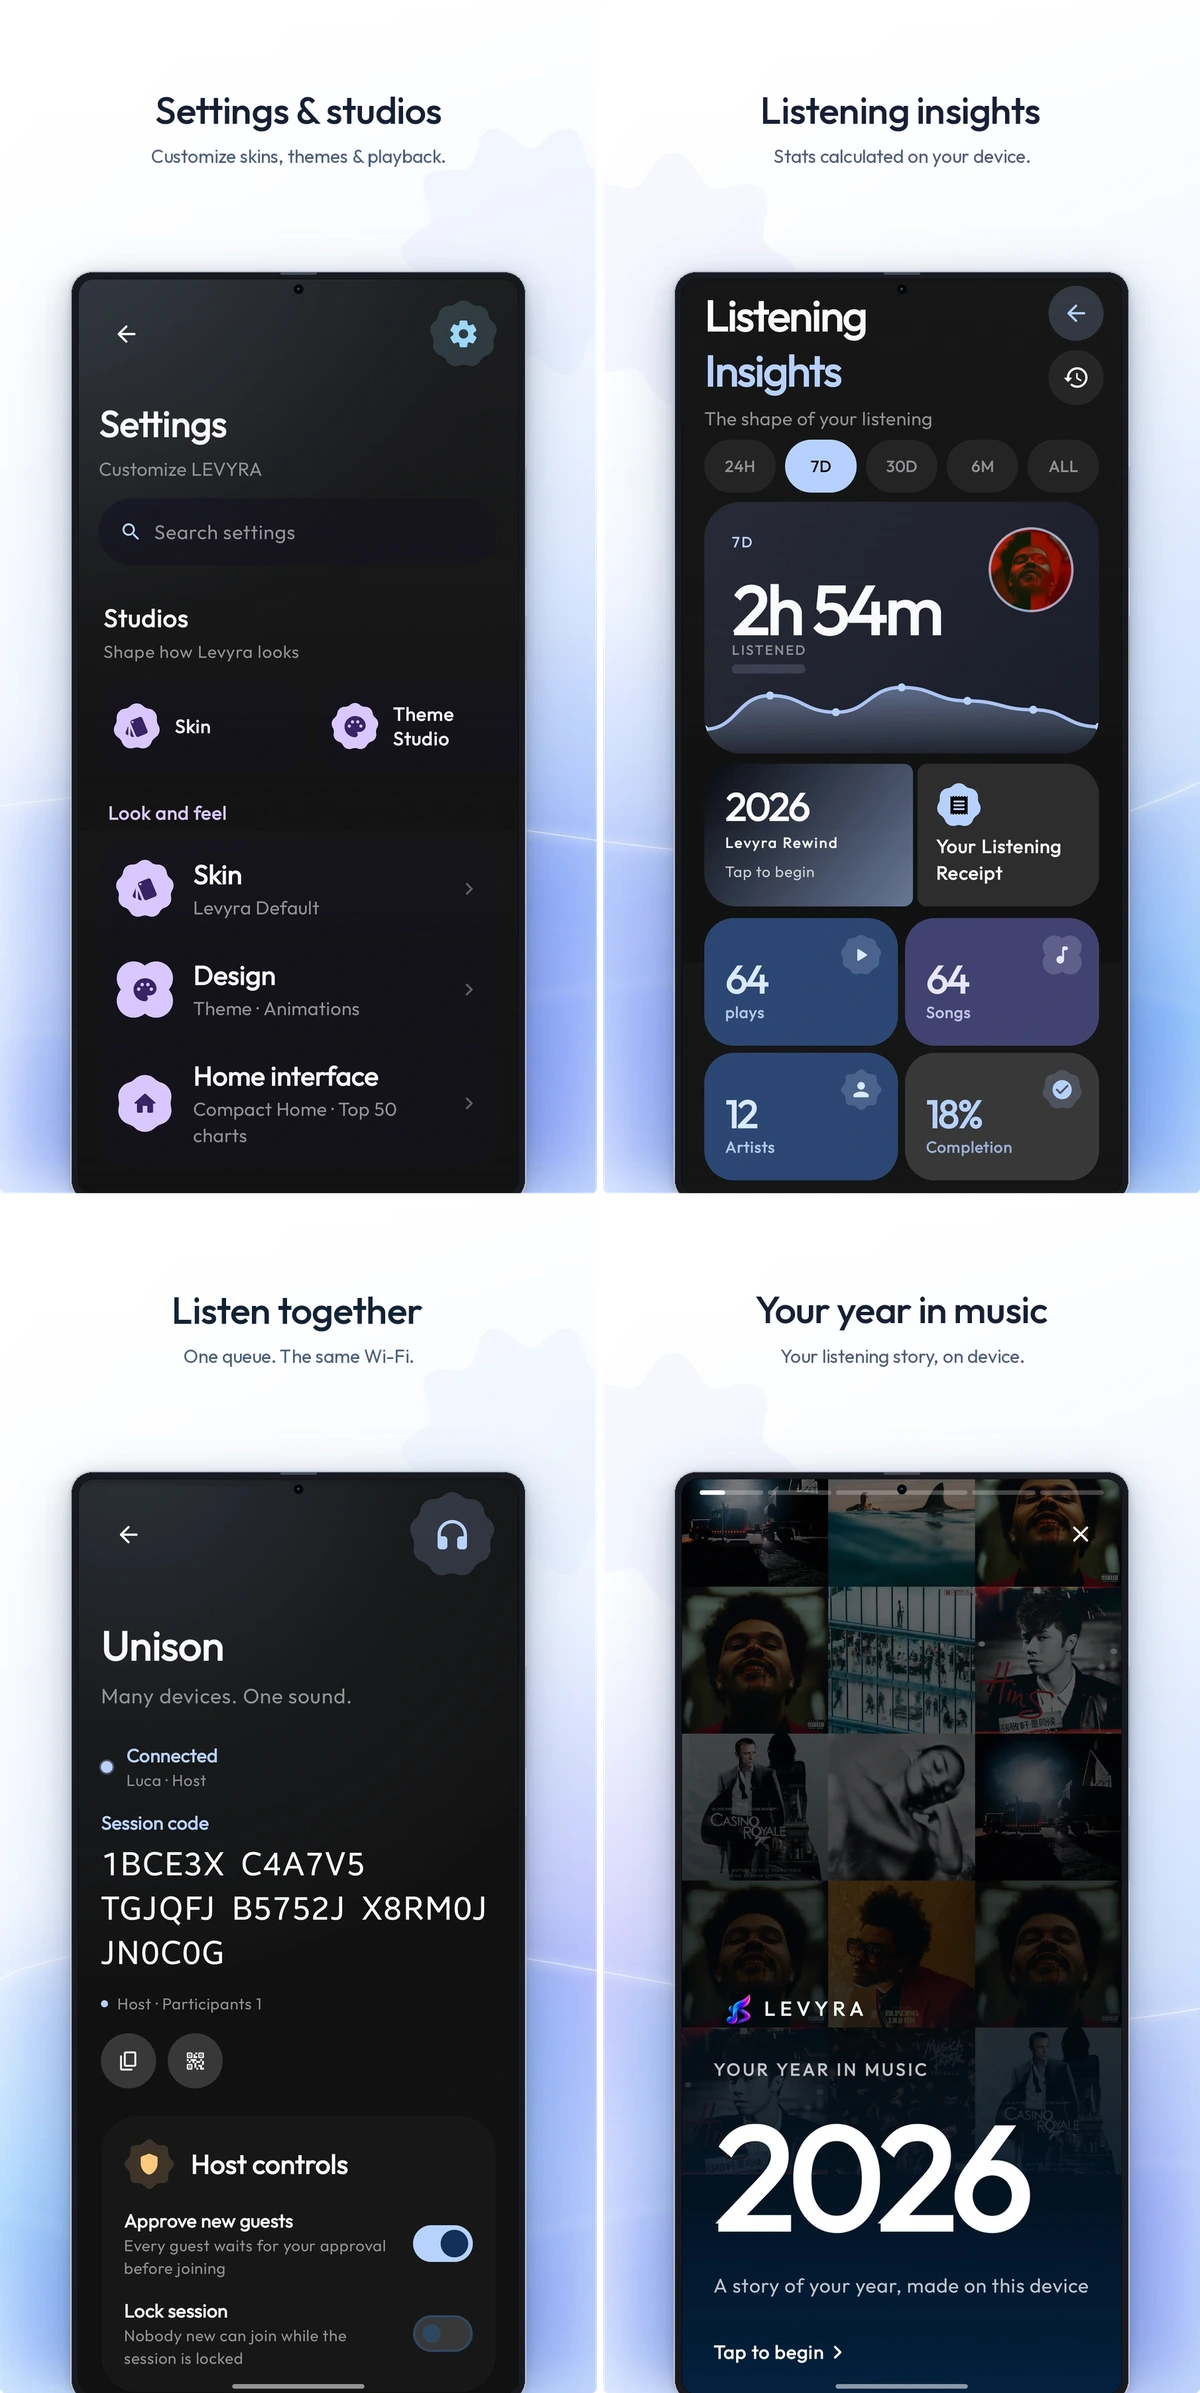 Settings & studios
Customize skins, themes & playback.
Settings
Customize LEVYRA
Search settings
Studios
Shape how Levyra looks
Skin
Theme
Studio
Look and feel
Skin
Levyra Default
Design
Theme · Animations
Home interface
Compact Home · Top 50
charts
Listening insights
Stats calculated on your device.
Listening
Insights
The shape of your listening
24H
7D
30D
6M
ALL
7D
2h 54m
LISTENED
2026
Levyra Rewind
Tap to begin
Your Listening
Receipt
64
plays
64
Songs
12
Artists
18%
Completion
Listen together
One queue. The same Wi-Fi.
Unison
Many devices. One sound.
Connected
Luca · Host
Session code
1BCE3X C4A7V5
TGJQFJ B5752J X8RM0J
JN0C0G
Host · Participants 1
Host controls
Approve new guests
Every guest waits for your approval
before joining
Lock session
Nobody new can join while the
session is locked
Your year in music
Your listening story, on device.
Hins
CASINO
ROYALE
BLINDING
LIGHTS
LEVYRA
YOUR YEAR IN MUSIC
CASINO
ROYALE
2026
A story of your year, made on this device
Tap to begin